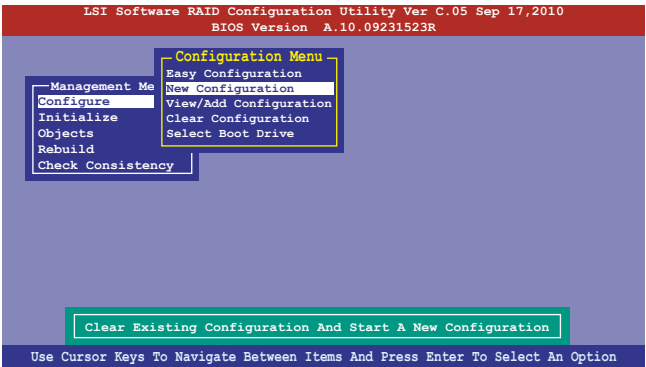 LSI Software RAID Configuration Utility Ver C.05 Sep 17,2010
BIOS Version A.10.09231523R
Configuration Menu
Easy Configuration
New Configuration
View/Add Configuration
Clear Configuration
Select Boot Drive
Management Me
Configure
Initialize
Objects
Rebuild
Check Consistency
Clear Existing Configuration And Start A New Configuration
Use Cursor Keys To Navigate Between Items And Press Enter To Select An Option